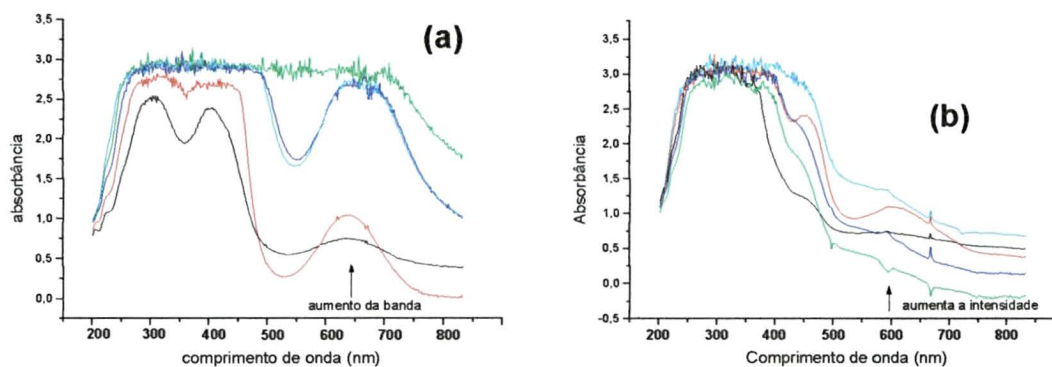 (a)
absorbância
3,5
3,0
2,5
2,0
1,5
1,0
0,5
0,0
200 300 400 500 600 700 800
aumento da banda
comprimento de onda (nm)
(b)
Absorbância
3,5
3,0
2,5
2,0
1,5
1,0
0,5
0,0
-0,5
200 300 400 500 600 700 800
aumenta a intensidade
Comprimento de onda (nm)